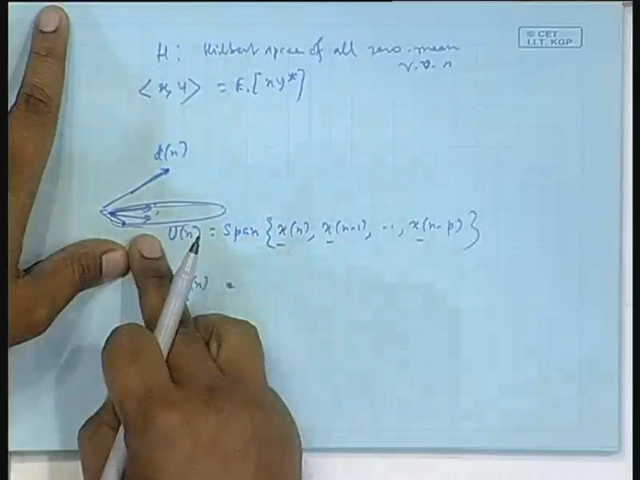 © CET
I.I.T. KGP
H: Hilbert space of all zero-mean
r.v.s
<x, y> = E.[xy*]
d(n)
U(n) = Span {x(n), x(n-1), ..., x(n-p)}
(n) =